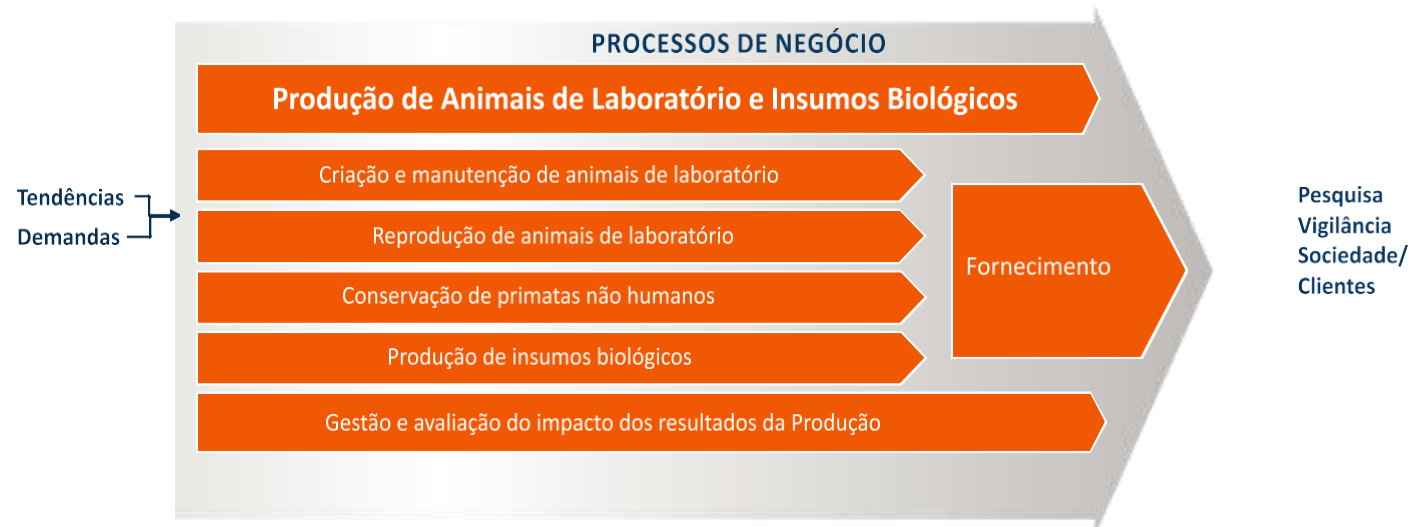 PROCESSOS DE NEGÓCIO
Produção de Animais de Laboratório e Insumos Biológicos
Tendências
Demandas
Criação e manutenção de animais de laboratório
Reprodução de animais de laboratório
Conservação de primatas não humanos
Produção de insumos biológicos
Gestão e avaliação do impacto dos resultados da Produção
Fornecimento
Pesquisa
Vigilância
Sociedade/
Clientes